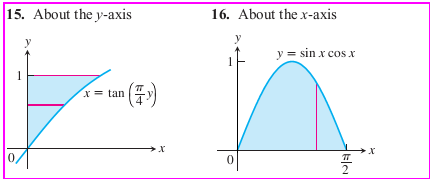 15. About the y-axis
y
1
x = tan (π/4 y)
0
x
16. About the x-axis
y
y = sin x cos x
1
0
π/2
x